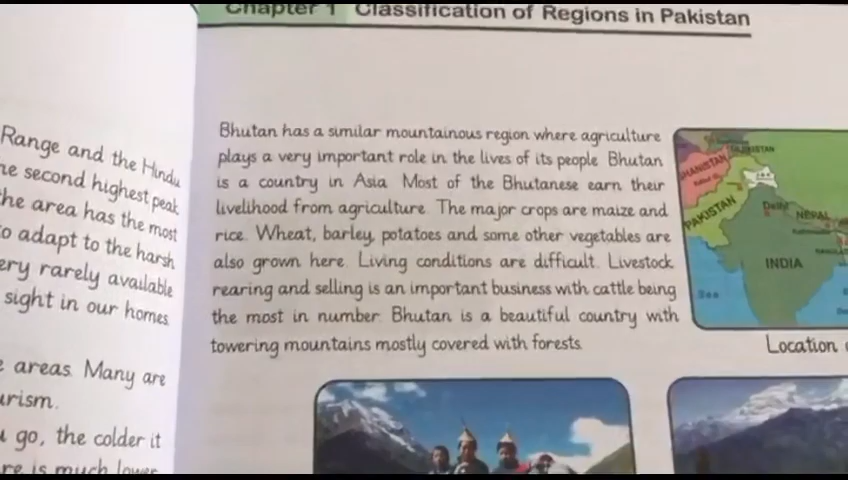 Range and the Hindu
he second highest peak
he area has the most
to adapt to the harsh
ery rarely available
sight in our homes.
e areas. Many are
urism.
u go, the colder it
re is much lower
Chapter 1 Classification of Regions in Pakistan
Bhutan has a similar mountainous region where agriculture
plays a very important role in the lives of its people. Bhutan
is a country in Asia. Most of the Bhutanese earn their
livelihood from agriculture. The major crops are maize and
rice. Wheat, barley, potatoes and some other vegetables are
also grown here. Living conditions are difficult. Livestock
rearing and selling is an important business with cattle being
the most in number. Bhutan is a beautiful country with
towering mountains mostly covered with forests.
HANISTAN
PAKISTAN
Delhi
NEPAL
INDIA
Sea
Location